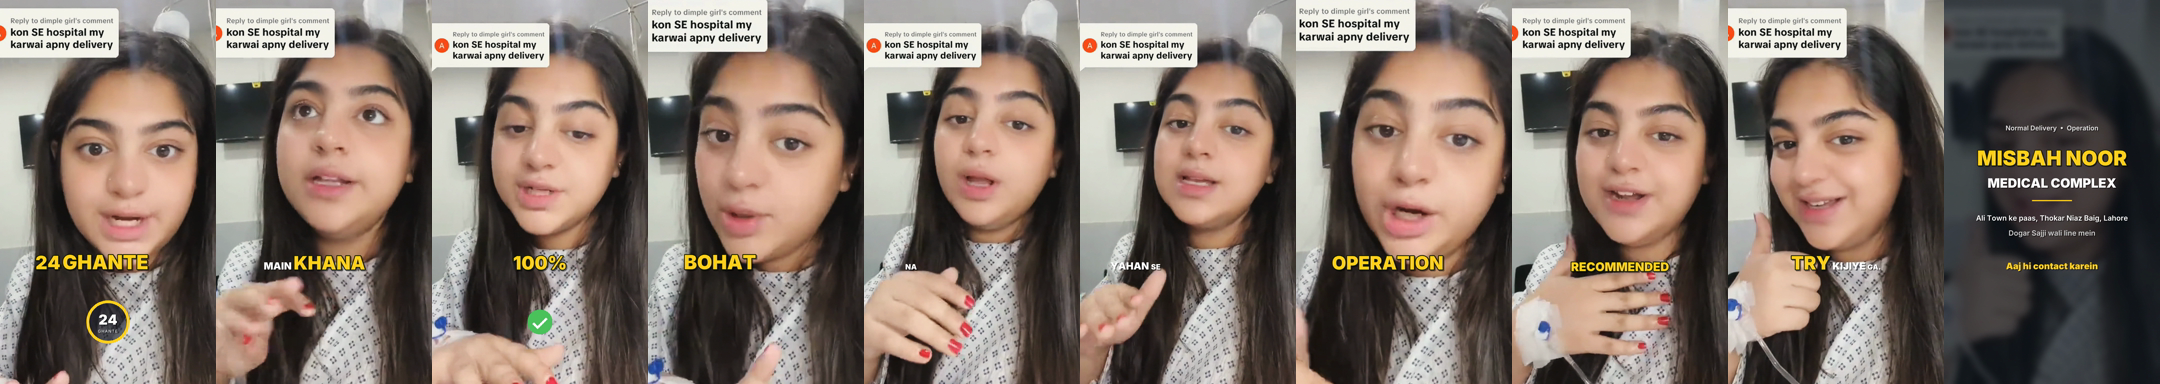 Reply to dimple girl's comment
kon SE hospital my
karwai apny delivery
24 GHANTE
24
GHANTE
Reply to dimple girl's comment
kon SE hospital my
karwai apny delivery
MAIN KHANA
Reply to dimple girl's comment
A
kon SE hospital my
karwai apny delivery
100%
Reply to dimple girl's comment
kon SE hospital my
karwai apny delivery
BOHAT
Reply to dimple girl's comment
A
kon SE hospital my
karwai apny delivery
NA
Reply to dimple girl's comment
A
kon SE hospital my
karwai apny delivery
YAHAN SE
Reply to dimple girl's comment
kon SE hospital my
karwai apny delivery
OPERATION
Reply to dimple girl's comment
kon SE hospital my
karwai apny delivery
RECOMMENDED
Reply to dimple girl's comment
kon SE hospital my
karwai apny delivery
TRY KIJIYE GA.
Normal Delivery • Operation
MISBAH NOOR
MEDICAL COMPLEX
Ali Town ke paas, Thokar Niaz Baig, Lahore
Dogar Sajji wali line mein
Aaj hi contact karein